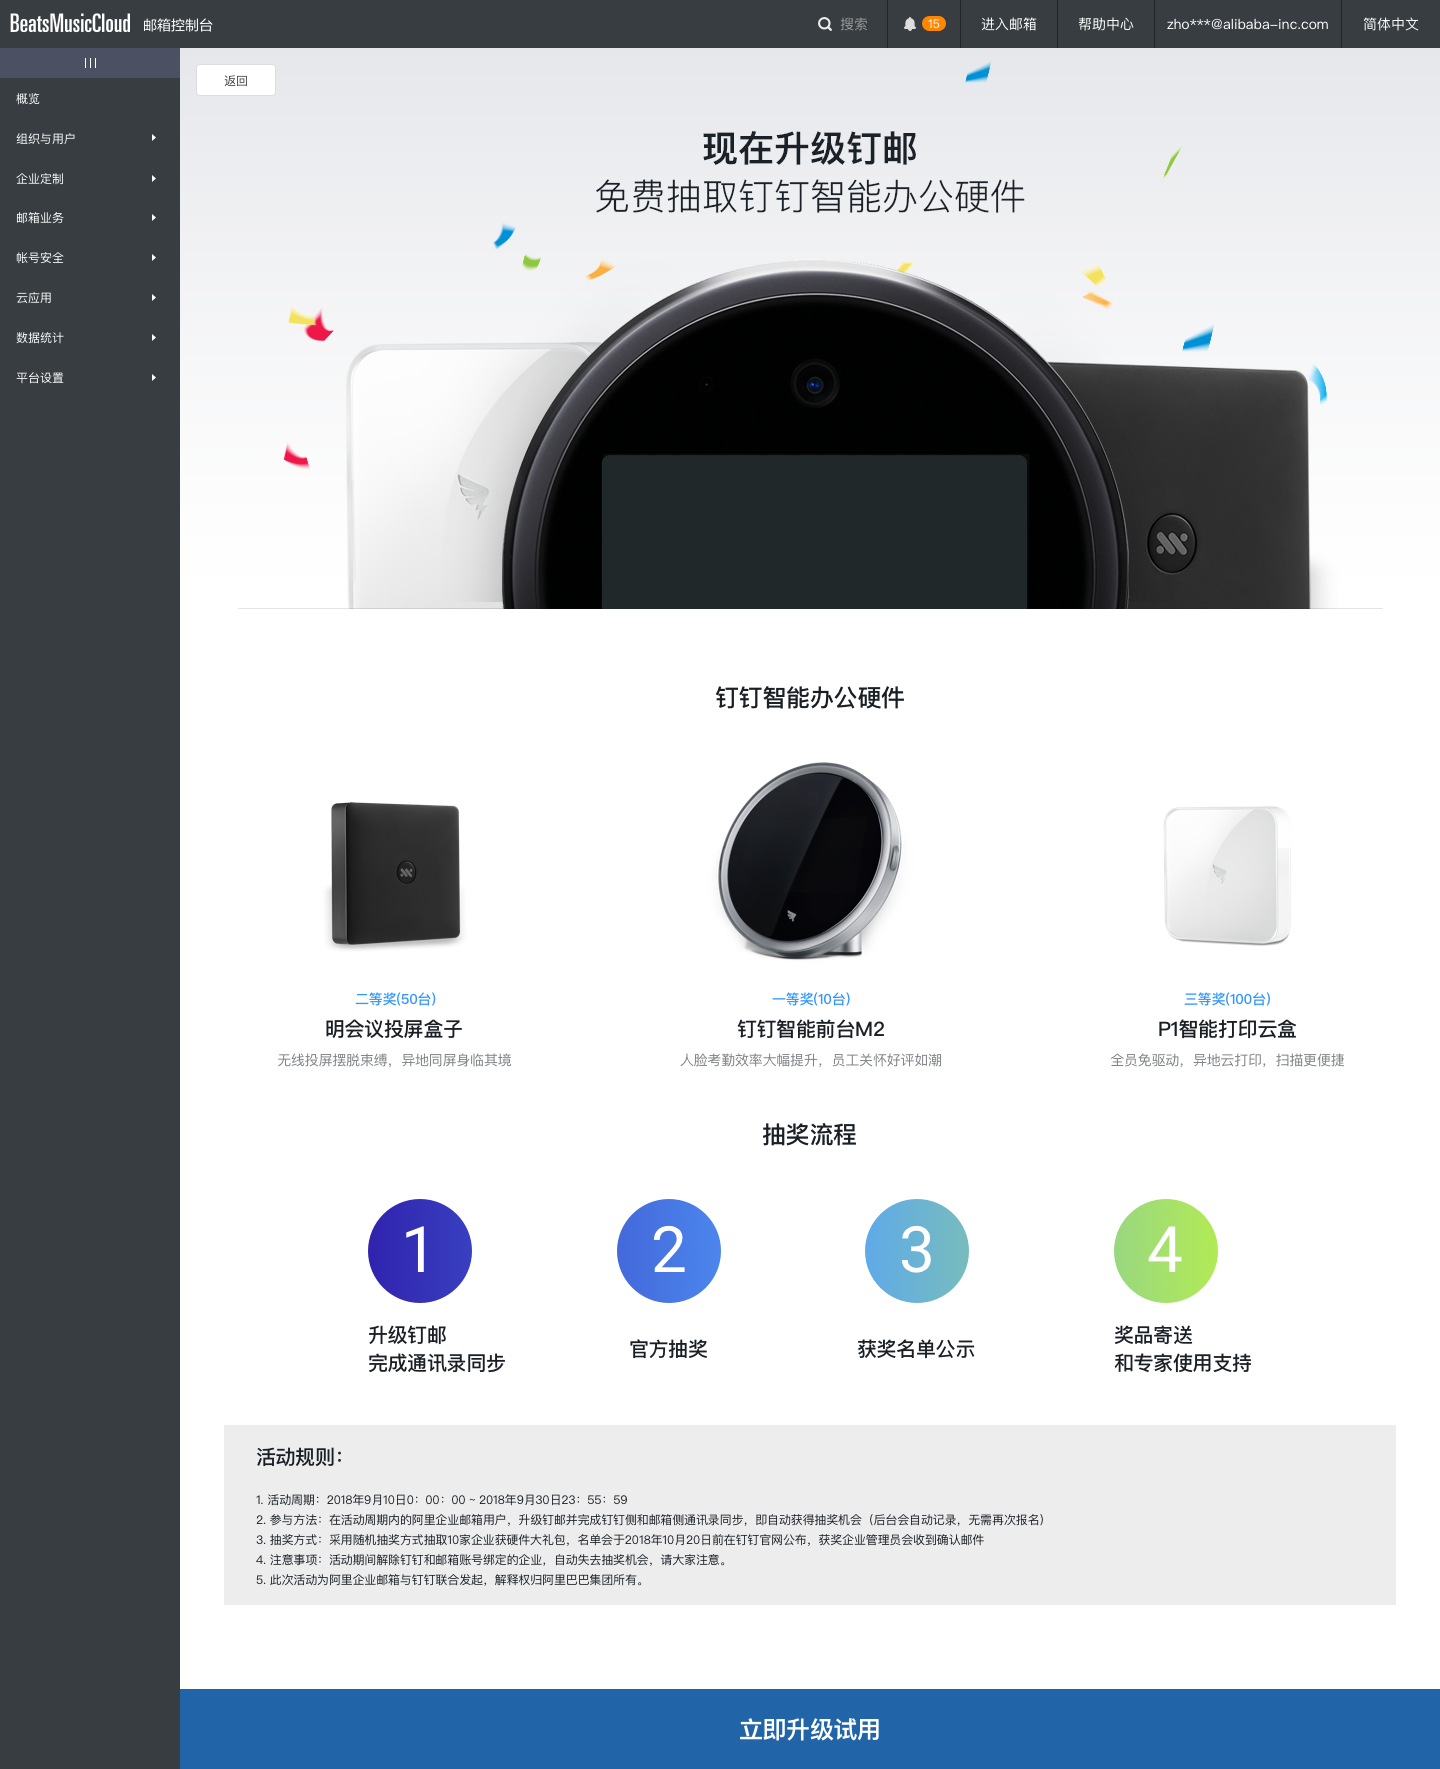 BeatsMusicCloud 邮箱控制台
搜索
15
进入邮箱
帮助中心
zho***@alibaba-inc.com
简体中文
概览
组织与用户
企业定制
邮箱业务
帐号安全
云应用
数据统计
平台设置
返回
现在升级钉邮
免费抽取钉钉智能办公硬件
钉钉智能办公硬件
二等奖(50台)
明会议投屏盒子
无线投屏摆脱束缚，异地同屏身临其境
一等奖(10台)
钉钉智能前台M2
人脸考勤效率大幅提升，员工关怀好评如潮
三等奖(100台)
P1智能打印云盒
全员免驱动，异地云打印，扫描更便捷
抽奖流程
1
2
3
4
升级钉邮
完成通讯录同步
官方抽奖
获奖名单公示
奖品寄送
和专家使用支持
活动规则：
1. 活动周期：2018年9月10日0：00：00 ~ 2018年9月30日23：55：59
2. 参与方法：在活动周期内的阿里企业邮箱用户，升级钉邮并完成钉钉侧和邮箱侧通讯录同步，即自动获得抽奖机会（后台会自动记录，无需再次报名）
3. 抽奖方式：采用随机抽奖方式抽取10家企业获硬件大礼包，名单会于2018年10月20日前在钉钉官网公布，获奖企业管理员会收到确认邮件
4. 注意事项：活动期间解除钉钉和邮箱账号绑定的企业，自动失去抽奖机会，请大家注意。
5. 此次活动为阿里企业邮箱与钉钉联合发起，解释权归阿里巴巴集团所有。
立即升级试用